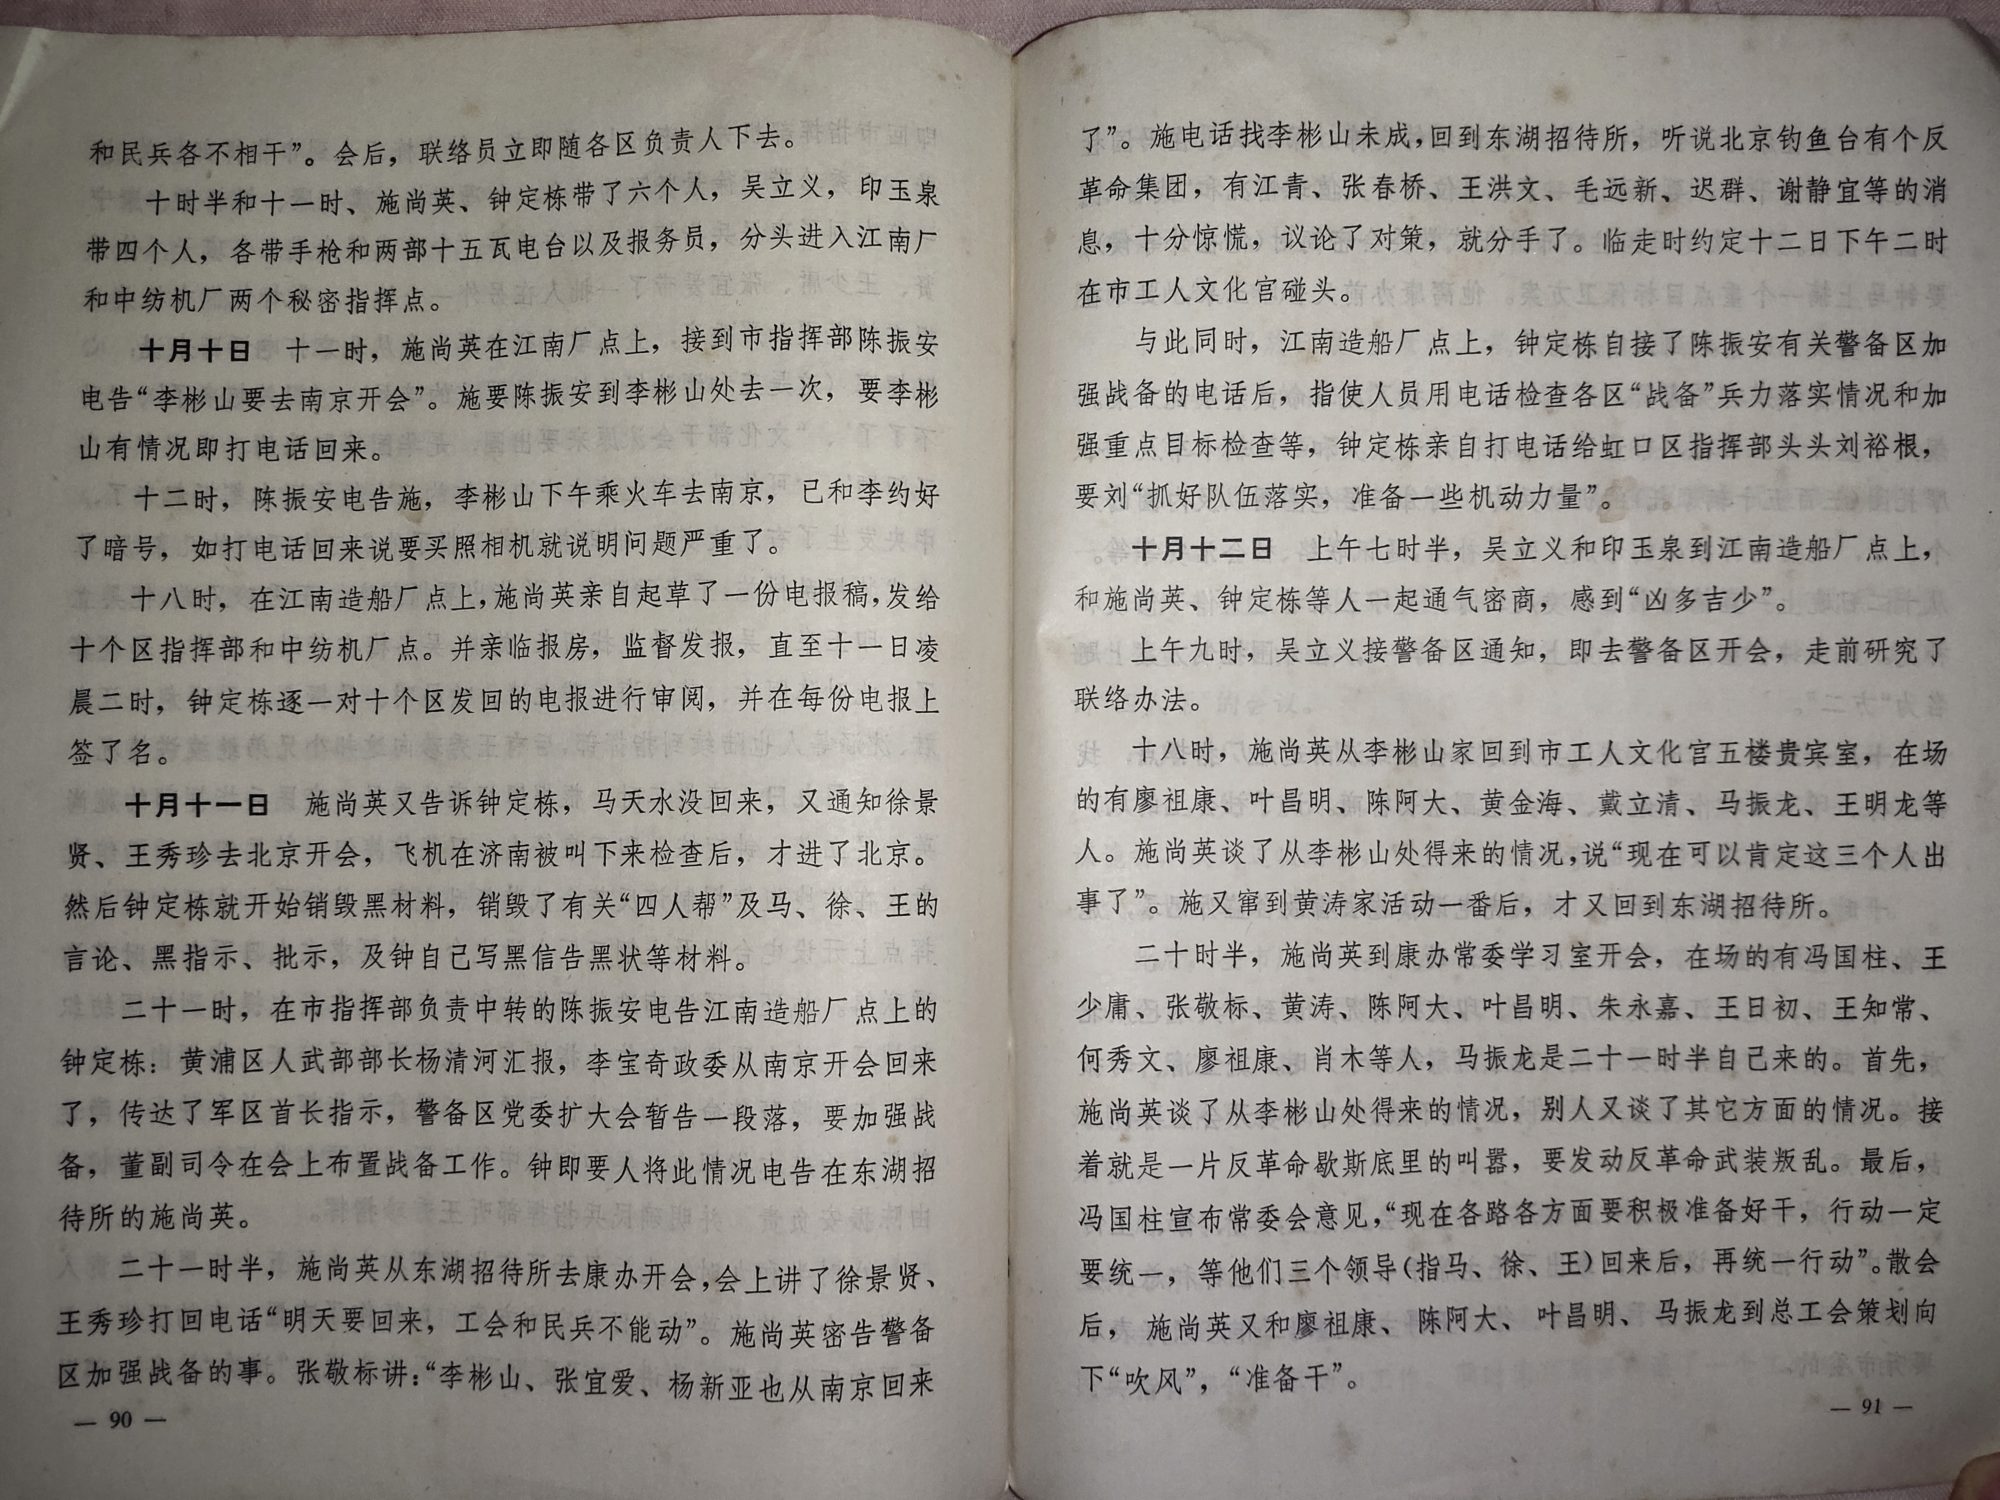 和民兵各不相干”。会后，联络员立即随各区负责人下去。
十时半和十一时、施尚英、钟定栋带了六个人，吴立义，印玉泉
带四个人，各带手枪和两部十五瓦电台以及报务员，分头进入江南厂
和中纺机厂两个秘密指挥点。
十月十日　十一时，施尚英在江南厂点上，接到市指挥部陈振安
电告“李彬山要去南京开会”。施要陈振安到李彬山处去一次，要李彬
山有情况即打电话回来。
十二时，陈振安电告施，李彬山下午乘火车去南京，已和李约好
了暗号，如打电话回来说要买照相机就说明问题严重了。
十八时，在江南造船厂点上，施尚英亲自起草了一份电报稿，发给
十个区指挥部和中纺机厂点。并亲临报房，监督发报，直至十一日凌
晨二时，钟定栋逐一对十个区发回的电报进行审阅，并在每份电报上
签了名。
十月十一日　施尚英又告诉钟定栋，马天水没回来，又通知徐景
贤、王秀珍去北京开会，飞机在济南被叫下来检查后，才进了北京。
然后钟定栋就开始销毁黑材料，销毁了有关“四人帮”及马、徐、王的
言论、黑指示、批示，及钟自己写黑信告黑状等材料。
二十一时，在市指挥部负责中转的陈振安电告江南造船厂点上的
钟定栋：黄浦区人武部部长杨清河汇报，李宝奇政委从南京开会回来
了，传达了军区首长指示，警备区党委扩大会暂告一段落，要加强战
备，董副司令在会上布置战备工作。钟即要人将此情况电告在东湖招
待所的施尚英。
二十一时半，施尚英从东湖招待所去康办开会，会上讲了徐景贤、
王秀珍打回电话“明天要回来，工会和民兵不能动”。施尚英密告警备
区加强战备的事。张敬标讲：“李彬山、张宜爱、杨新亚也从南京回来
— 90 —
了”。施电话找李彬山未成，回到东湖招待所，听说北京钓鱼台有个反
革命集团，有江青、张春桥、王洪文、毛远新、迟群、谢静宜等的消
息，十分惊慌，议论了对策，就分手了。临走时约定十二日下午二时
在市工人文化宫碰头。
与此同时，江南造船厂点上，钟定栋自接了陈振安有关警备区加
强战备的电话后，指使人员用电话检查各区“战备”兵力落实情况和加
强重点目标检查等，钟定栋亲自打电话给虹口区指挥部头头刘裕根，
要刘“抓好队伍落实，准备一些机动力量”。
十月十二日　上午七时半，吴立义和印玉泉到江南造船厂点上，
和施尚英、钟定栋等人一起通气密商，感到“凶多吉少”。
上午九时，吴立义接警备区通知，即去警备区开会，走前研究了
联络办法。
十八时，施尚英从李彬山家回到市工人文化宫五楼贵宾室，在场
的有廖祖康、叶昌明、陈阿大、黄金海、戴立清、马振龙、王明龙等
人。施尚英谈了从李彬山处得来的情况，说“现在可以肯定这三个人出
事了”。施又窜到黄涛家活动一番后，才又回到东湖招待所。
二十时半，施尚英到康办常委学习室开会，在场的有冯国柱、王
少庸、张敬标、黄涛、陈阿大、叶昌明、朱永嘉、王日初、王知常、
何秀文、廖祖康、肖木等人，马振龙是二十一时半自己来的。首先，
施尚英谈了从李彬山处得来的情况，别人又谈了其它方面的情况。接
着就是一片反革命歇斯底里的叫嚣，要发动反革命武装叛乱。最后，
冯国柱宣布常委会意见，“现在各路各方面要积极准备好干，行动一定
要统一，等他们三个领导（指马、徐、王）回来后，再统一行动”。散会
后，施尚英又和廖祖康、陈阿大、叶昌明、马振龙到总工会策划向
下“吹风”，“准备干”。
— 91 —